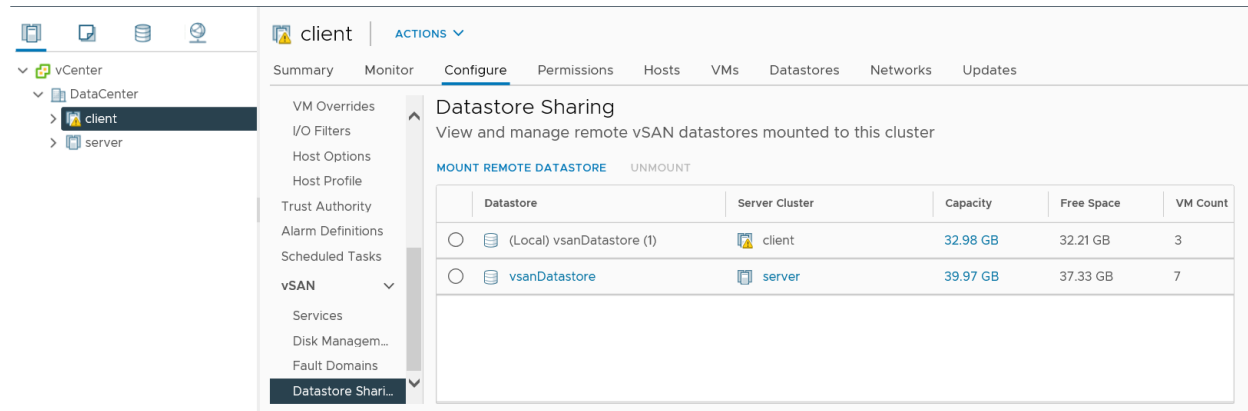 client
ACTIONS
vCenter
DataCenter
client
server
Summary Monitor Configure Permissions Hosts VMs Datastores Networks Updates
VM Overrides
I/O Filters
Host Options
Host Profile
Trust Authority
Alarm Definitions
Scheduled Tasks
vSAN
Services
Disk Managem...
Fault Domains
Datastore Shari...
Datastore Sharing
View and manage remote vSAN datastores mounted to this cluster
MOUNT REMOTE DATASTORE UNMOUNT
Datastore Server Cluster Capacity Free Space VM Count
(Local) vsanDatastore (1) client 32.98 GB 32.21 GB 3
vsanDatastore server 39.97 GB 37.33 GB 7